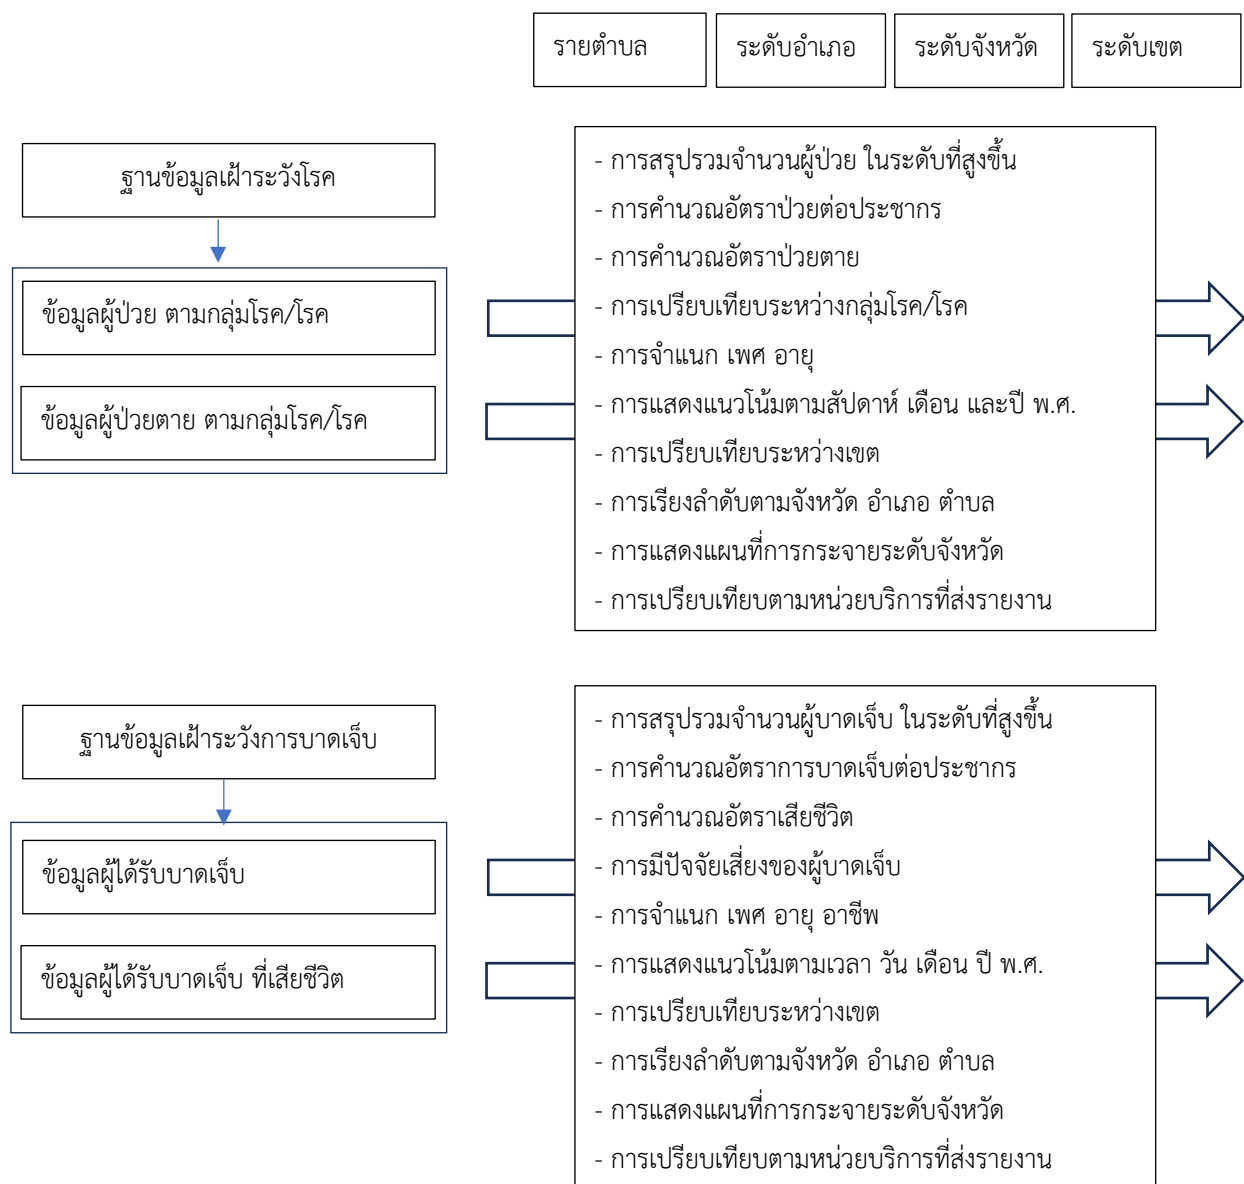 รายตำบล
ระดับอำเภอ
ระดับจังหวัด
ระดับเขต
ฐานข้อมูลเฝ้าระวังโรค
ข้อมูลผู้ป่วย ตามกลุ่มโรค/โรค
ข้อมูลผู้ป่วยตาย ตามกลุ่มโรค/โรค
- การสรุปรวมจำนวนผู้ป่วย ในระดับที่สูงขึ้น
- การคำนวณอัตราป่วยต่อประชากร
- การคำนวณอัตราป่วยตาย
- การเปรียบเทียบระหว่างกลุ่มโรค/โรค
- การจำแนก เพศ อายุ
- การแสดงแนวโน้มตามสัปดาห์ เดือน และปี พ.ศ.
- การเปรียบเทียบระหว่างเขต
- การเรียงลำดับตามจังหวัด อำเภอ ตำบล
- การแสดงแผนที่การกระจายระดับจังหวัด
- การเปรียบเทียบตามหน่วยบริการที่ส่งรายงาน
ฐานข้อมูลเฝ้าระวังการบาดเจ็บ
ข้อมูลผู้ได้รับบาดเจ็บ
ข้อมูลผู้ได้รับบาดเจ็บ ที่เสียชีวิต
- การสรุปรวมจำนวนผู้บาดเจ็บ ในระดับที่สูงขึ้น
- การคำนวณอัตราการบาดเจ็บต่อประชากร
- การคำนวณอัตราเสียชีวิต
- การมีปัจจัยเสี่ยงของผู้บาดเจ็บ
- การจำแนก เพศ อายุ อาชีพ
- การแสดงแนวโน้มตามเวลา วัน เดือน ปี พ.ศ.
- การเปรียบเทียบระหว่างเขต
- การเรียงลำดับตามจังหวัด อำเภอ ตำบล
- การแสดงแผนที่การกระจายระดับจังหวัด
- การเปรียบเทียบตามหน่วยบริการที่ส่งรายงาน